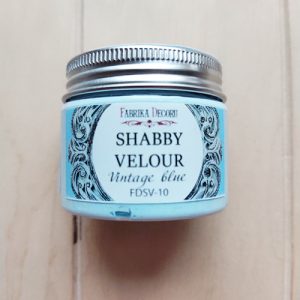 FABRIKA DECORU
SHABBY
VELOUR
Vintage blue
FDSV-10